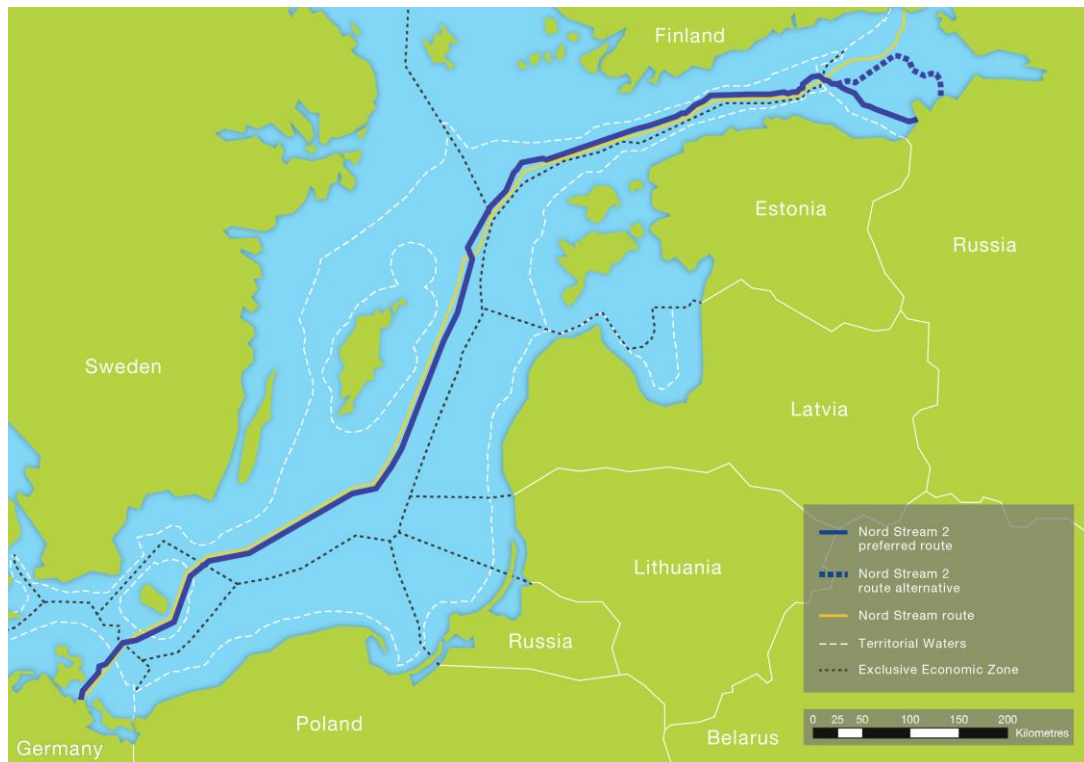 Finland
Estonia
Russia
Sweden
Latvia
Lithuania
Russia
Poland
Germany
Belarus
Nord Stream 2
preferred route
Nord Stream 2
route alternative
Nord Stream route
Territorial Waters
Exclusive Economic Zone
0 25 50 100 150 200
Kilometres